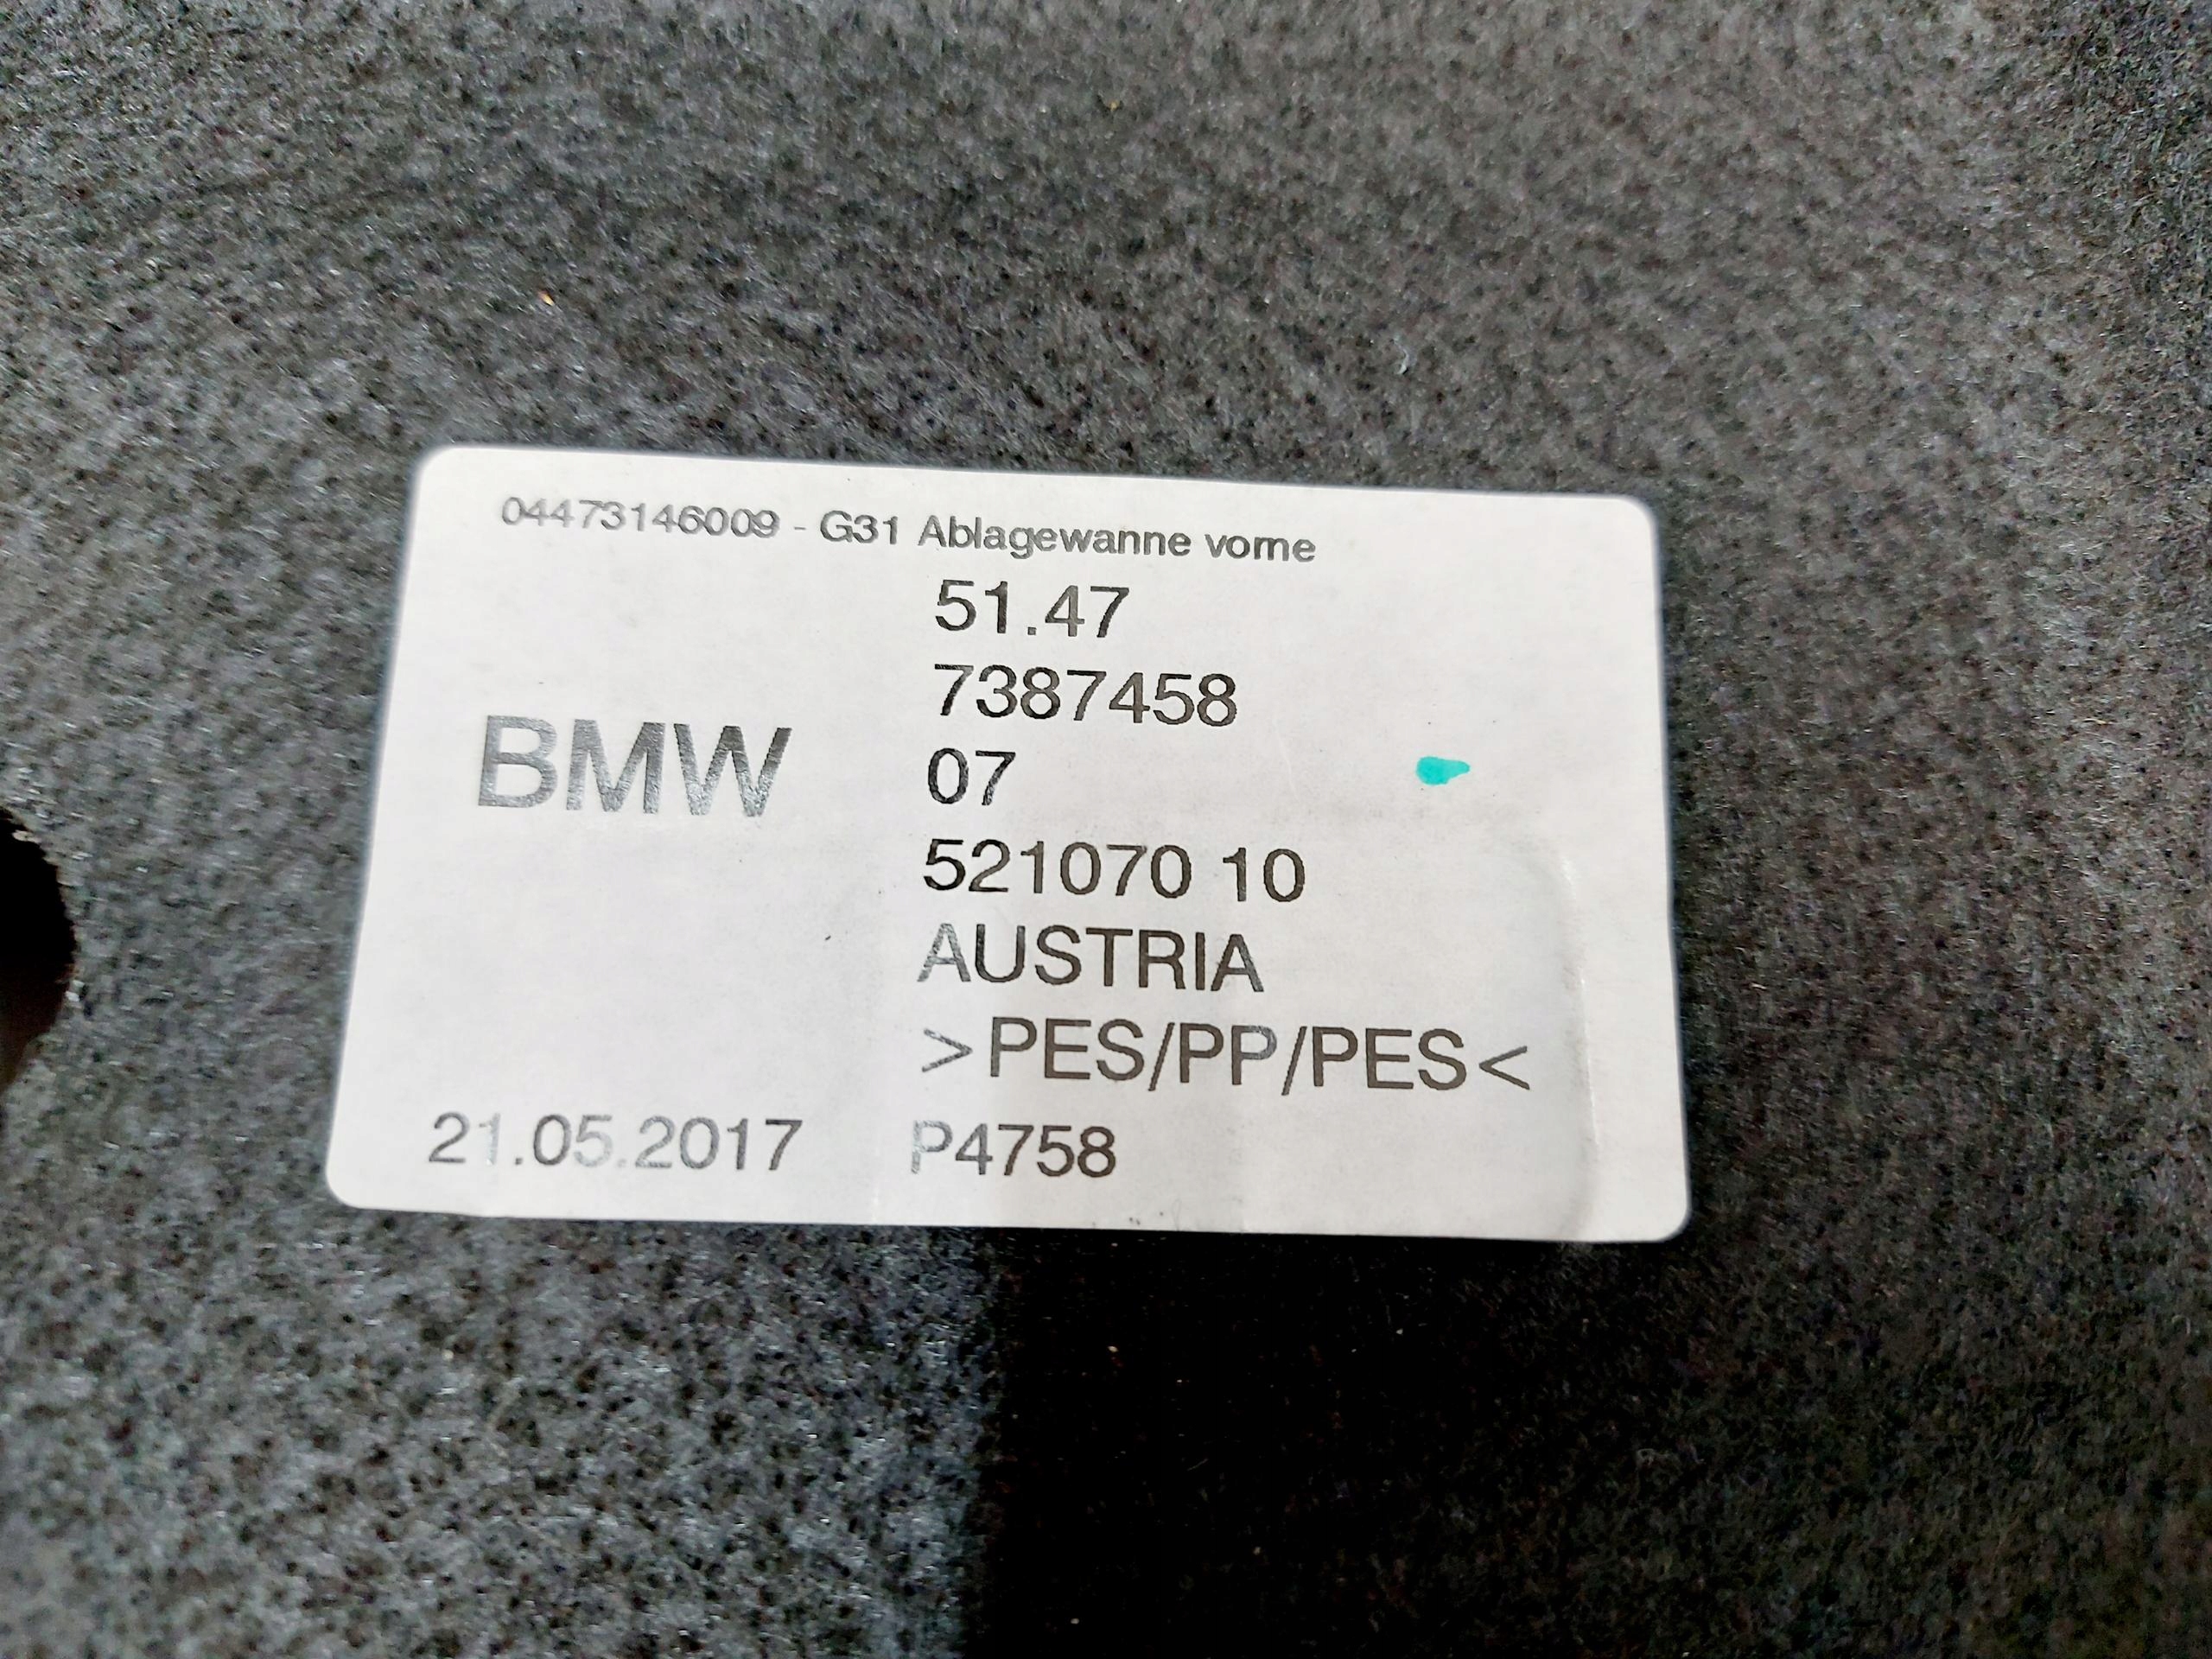 04473146009 - G31 Ablagewanne vorne
51.47
7387458
BMW 07
521070 10
AUSTRIA
>PES/PP/PES<
21.05.2017 P4758